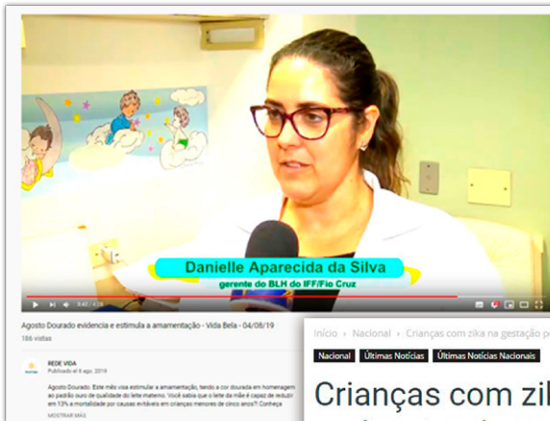 Danielle Aparecida da Silva
gerente do BLH do IFF/Fio Cruz
Agosto Dourado evidencia e estimula a amamentação - Vida Bela - 04/08/19
186 vistas
REDE VIDA
Publicado el 6 ago. 2019
Agosto Dourado. Este mês visa estimular a amamentação, tendo a cor dourada em homenagem
ao padrão ouro de qualidade do leite materno. Você sabia que o leite da mãe é capaz de reduzir
em 13% a mortalidade por causas evitáveis em crianças menores de cinco anos? Conheça
MOSTRAR MÁS
Início › Nacional › Crianças com zika na gestação p
Nacional
Últimas Notícias
Últimas Notícias Nacionais
Crianças com zi